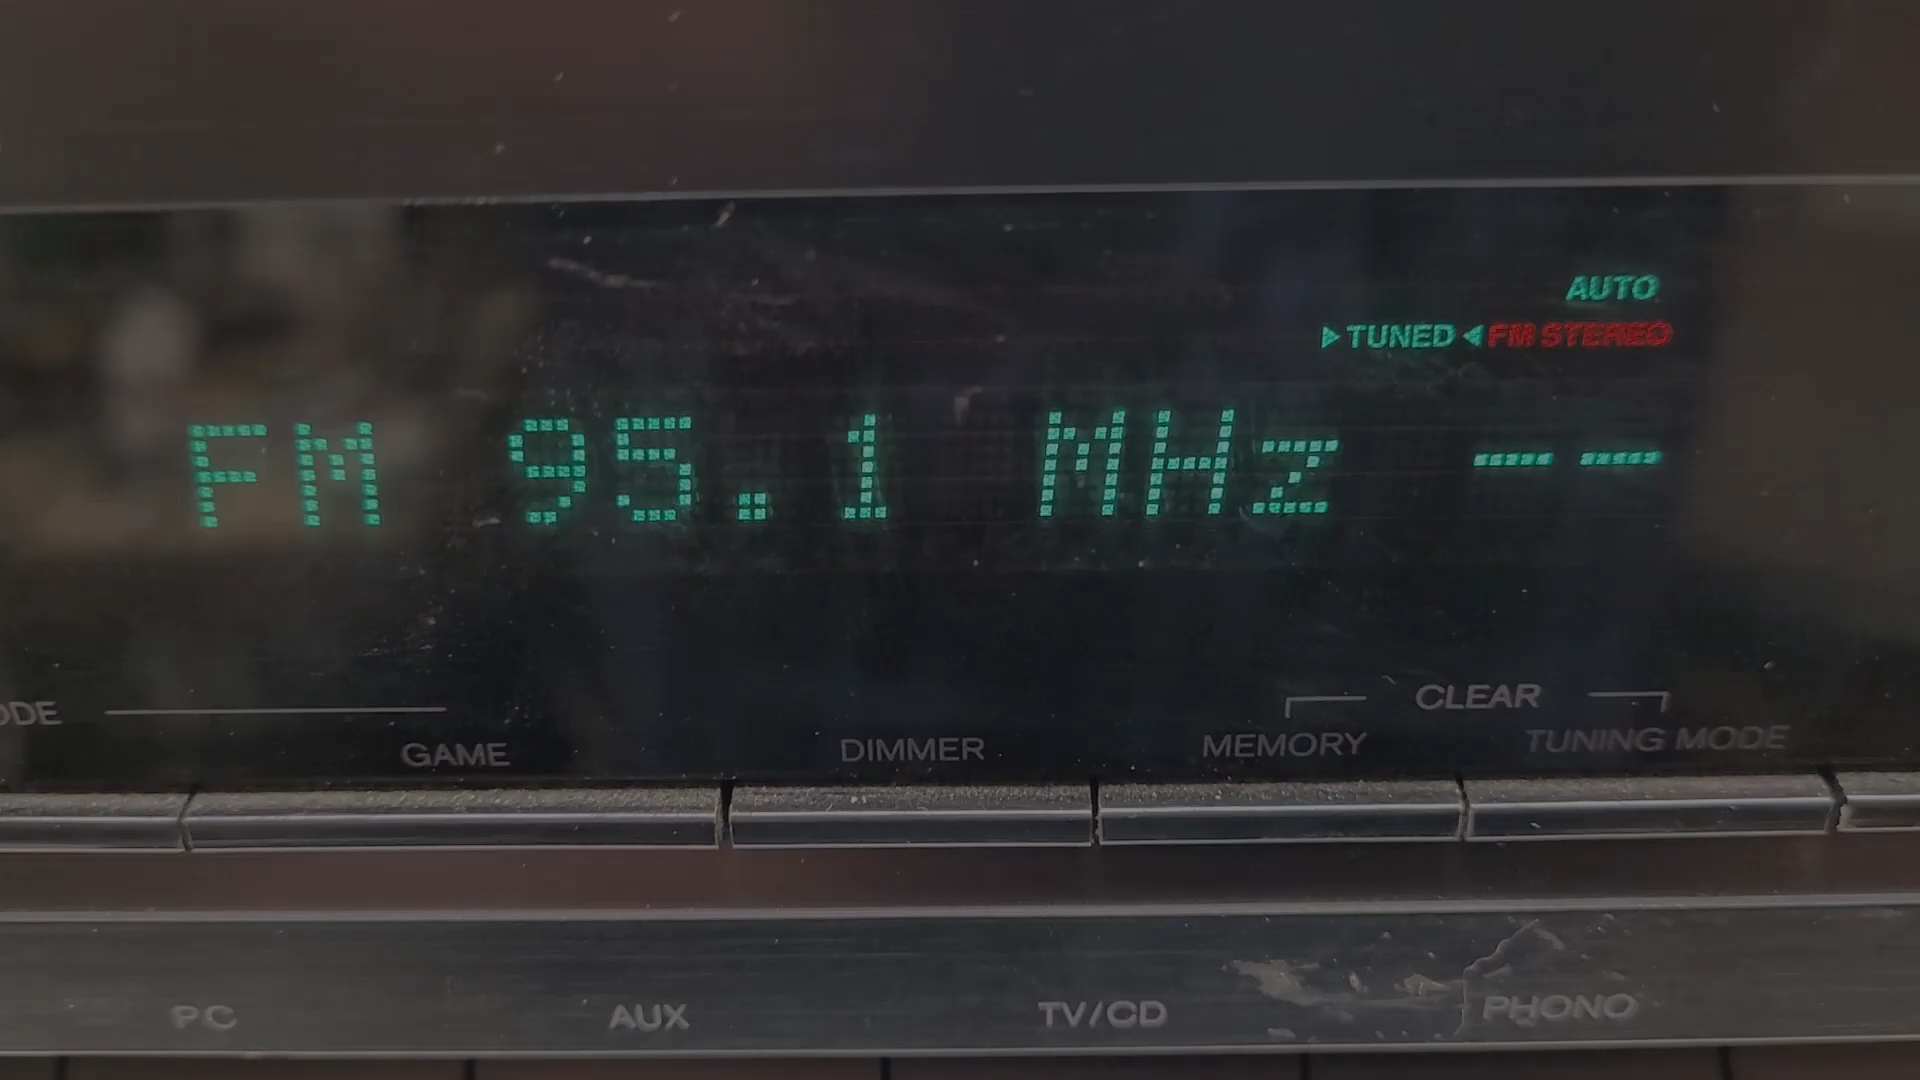 AUTO
TUNED FM STEREO
FM 95.1 MHz --
CLEAR
GAME DIMMER MEMORY TUNING MODE
PC AUX TV/CD PHONO